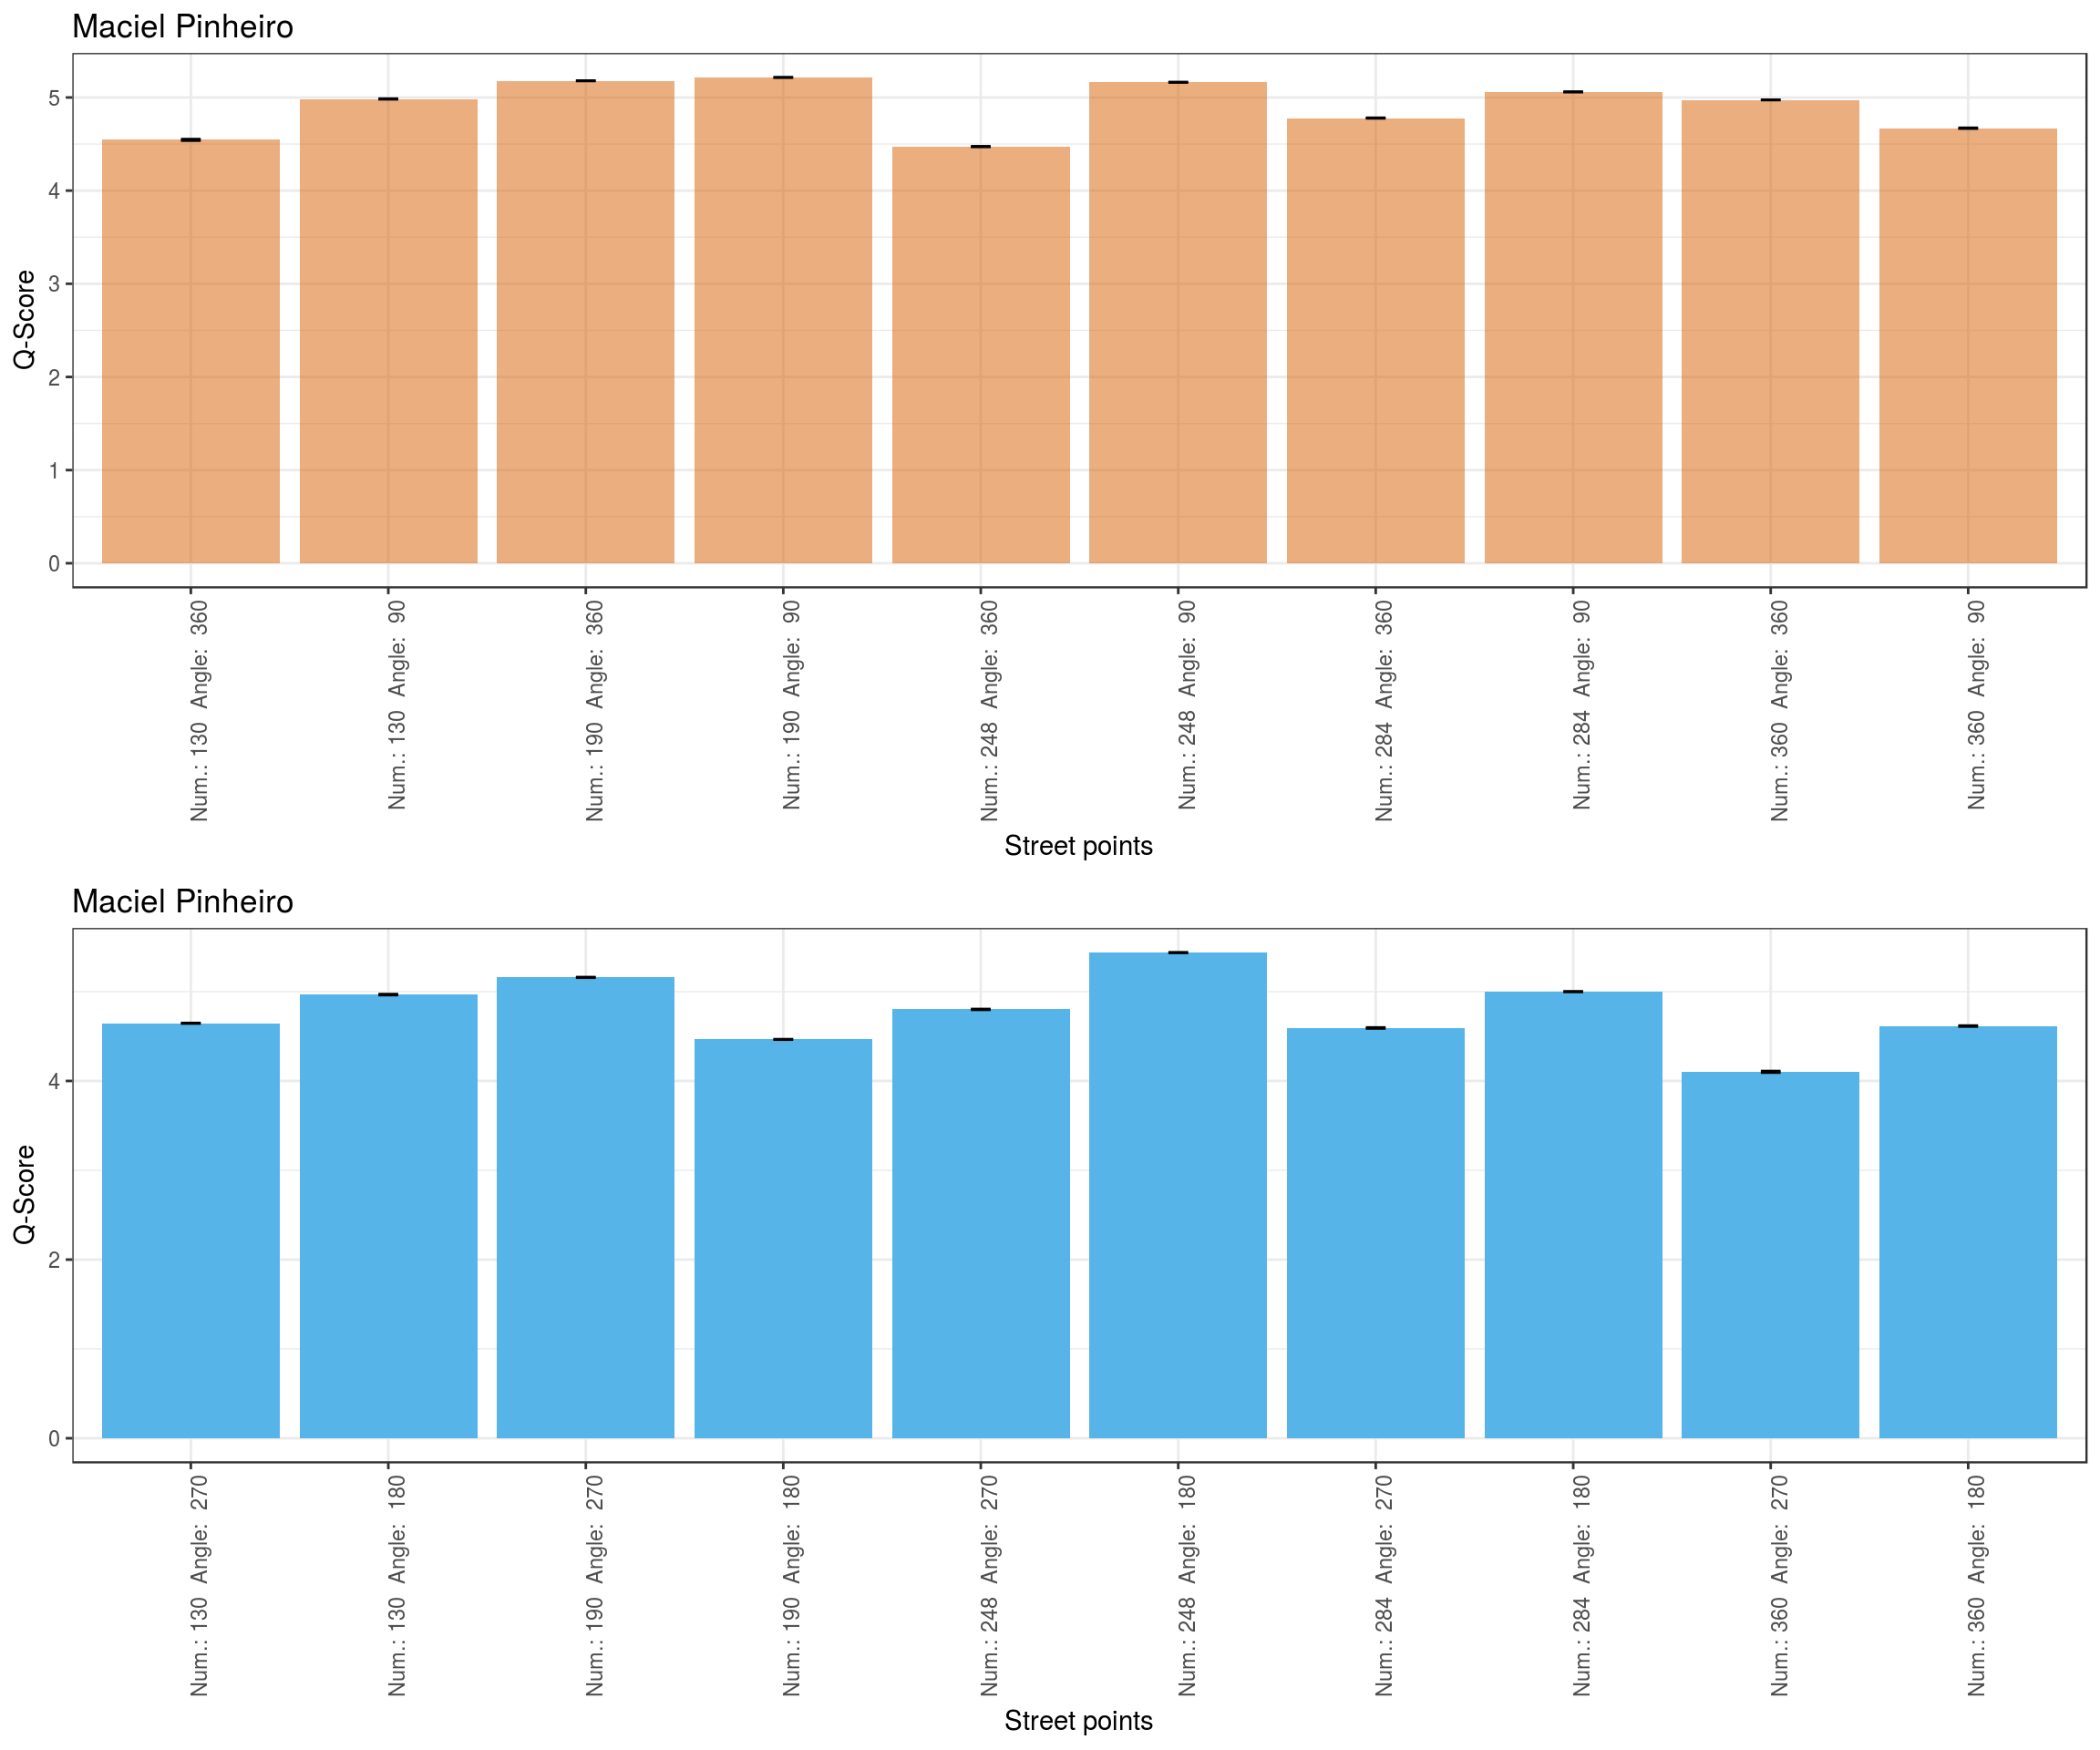 Maciel Pinheiro
Q-Score
5
4
3
2
1
0
Num.: 130 Angle: 360
Num.: 130 Angle: 90
Num.: 190 Angle: 360
Num.: 190 Angle: 90
Num.: 248 Angle: 360
Num.: 248 Angle: 90
Num.: 284 Angle: 360
Num.: 284 Angle: 90
Num.: 360 Angle: 360
Num.: 360 Angle: 90
Street points
Maciel Pinheiro
Q-Score
4
2
0
Num.: 130 Angle: 270
Num.: 130 Angle: 180
Num.: 190 Angle: 270
Num.: 190 Angle: 180
Num.: 248 Angle: 270
Num.: 248 Angle: 180
Num.: 284 Angle: 270
Num.: 284 Angle: 180
Num.: 360 Angle: 270
Num.: 360 Angle: 180
Street points